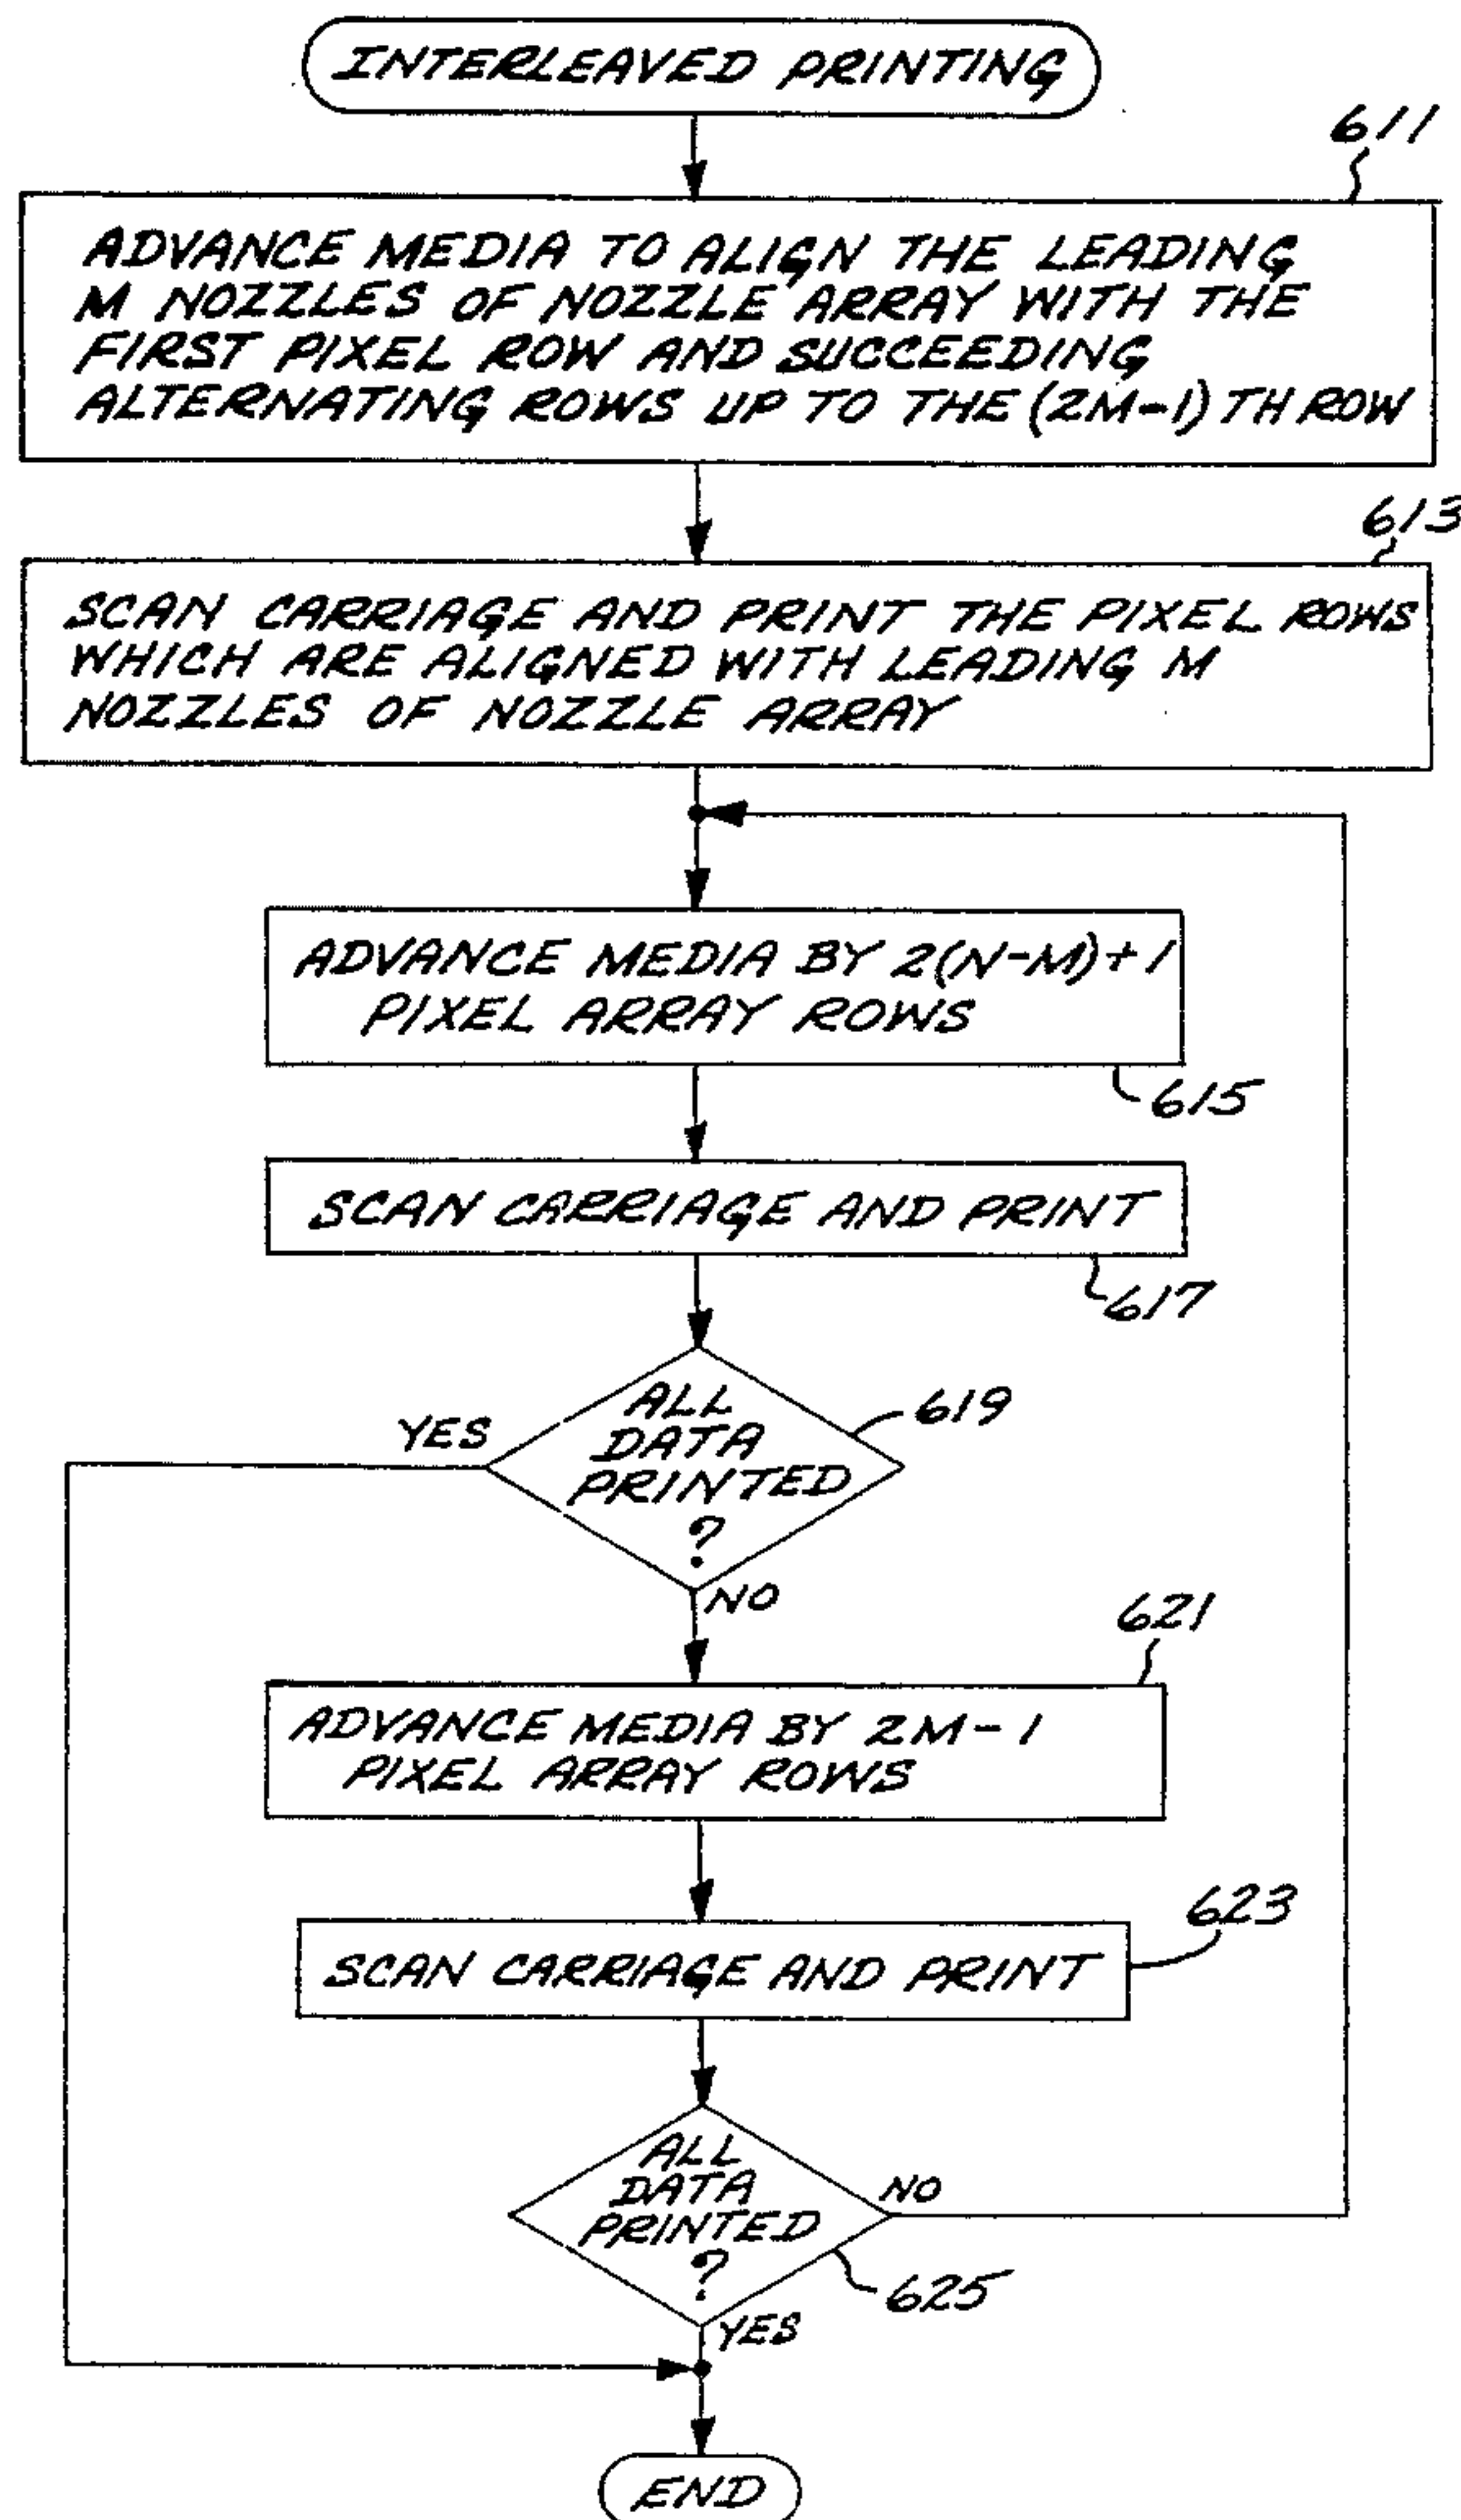 INTERLEAVED PRINTING
611
ADVANCE MEDIA TO ALIGN THE LEADING
M NOZZLES OF NOZZLE ARRAY WITH THE
FIRST PIXEL ROW AND SUCCEEDING
ALTERNATING ROWS UP TO THE (2M-1)TH ROW
613
SCAN CARRIAGE AND PRINT THE PIXEL ROWS
WHICH ARE ALIGNED WITH LEADING M
NOZZLES OF NOZZLE ARRAY
ADVANCE MEDIA BY 2(N-M)+1
PIXEL ARRAY ROWS
615
SCAN CARRIAGE AND PRINT
617
ALL
DATA
PRINTED
?
619
YES
NO
621
ADVANCE MEDIA BY 2M-1
PIXEL ARRAY ROWS
623
SCAN CARRIAGE AND PRINT
ALL
DATA
PRINTED
?
NO
625
YES
END